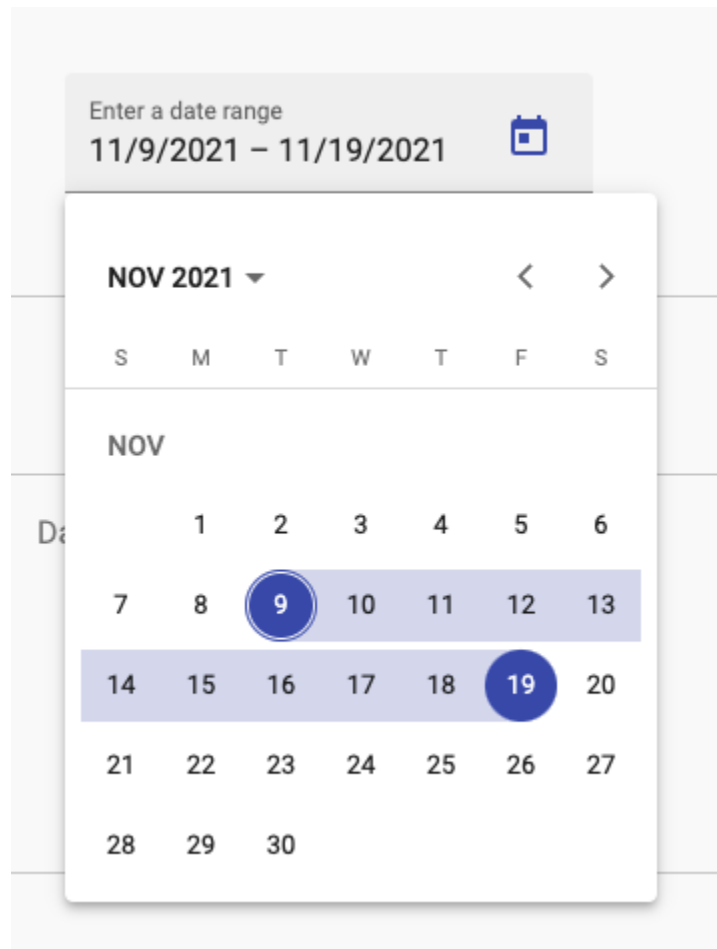 Enter a date range
11/9/2021 – 11/19/2021
NOV 2021
S M T W T F S
NOV
1 2 3 4 5 6
7 8 9 10 11 12 13
14 15 16 17 18 19 20
21 22 23 24 25 26 27
28 29 30